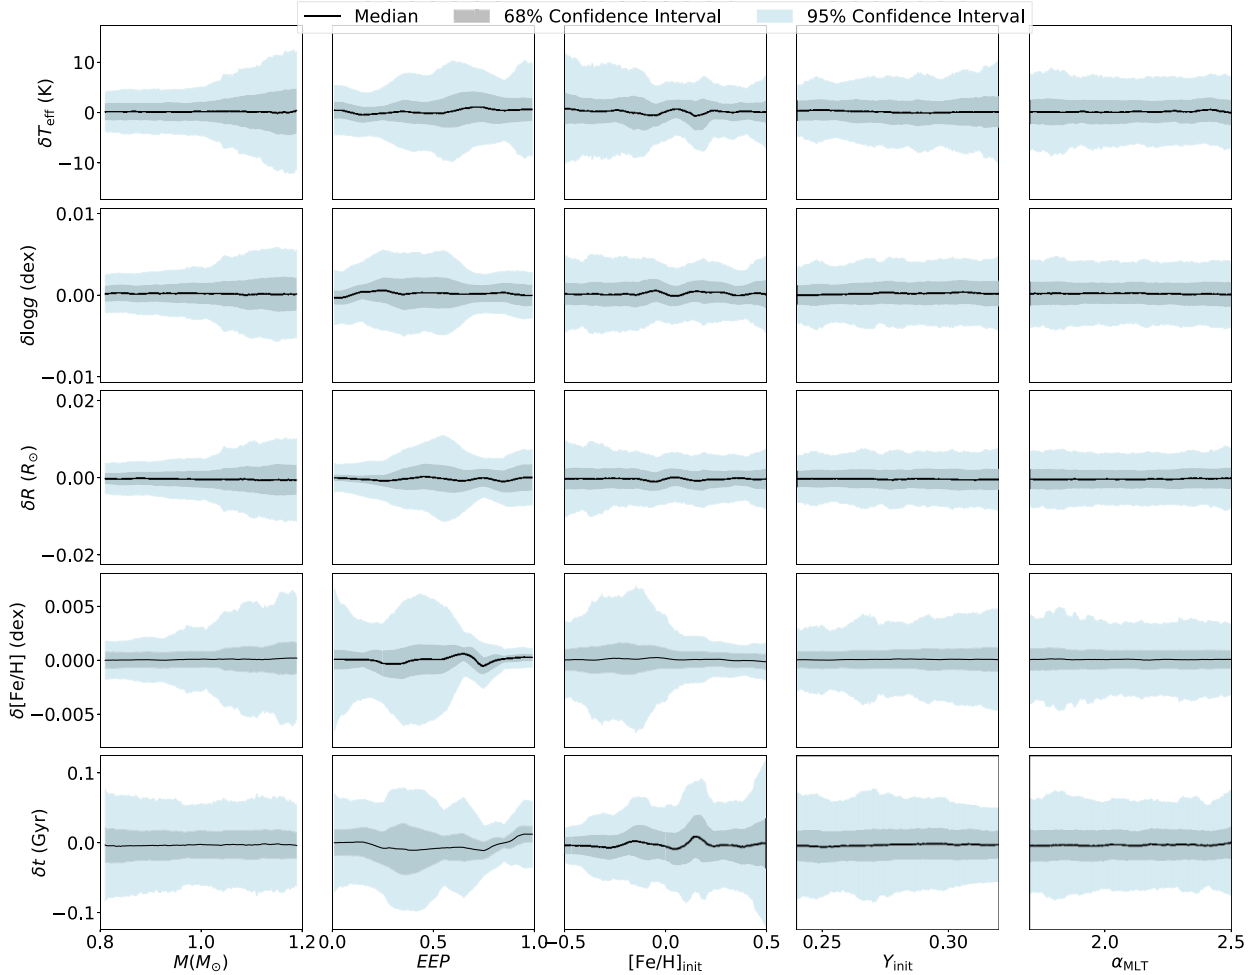 Median 68% Confidence Interval 95% Confidence Interval
δT_eff (K)
10
0
−10
δlogg (dex)
0.01
0.00
−0.01
δR (R_⊙)
0.02
0.00
−0.02
δ[Fe/H] (dex)
0.005
0.000
−0.005
δt (Gyr)
0.1
0.0
−0.1
0.8 1.0 1.2 0.0 0.5 1.0 −0.5 0.0 0.5 0.25 0.30 2.0 2.5
M(M_⊙) EEP [Fe/H]_init Y_init α_MLT